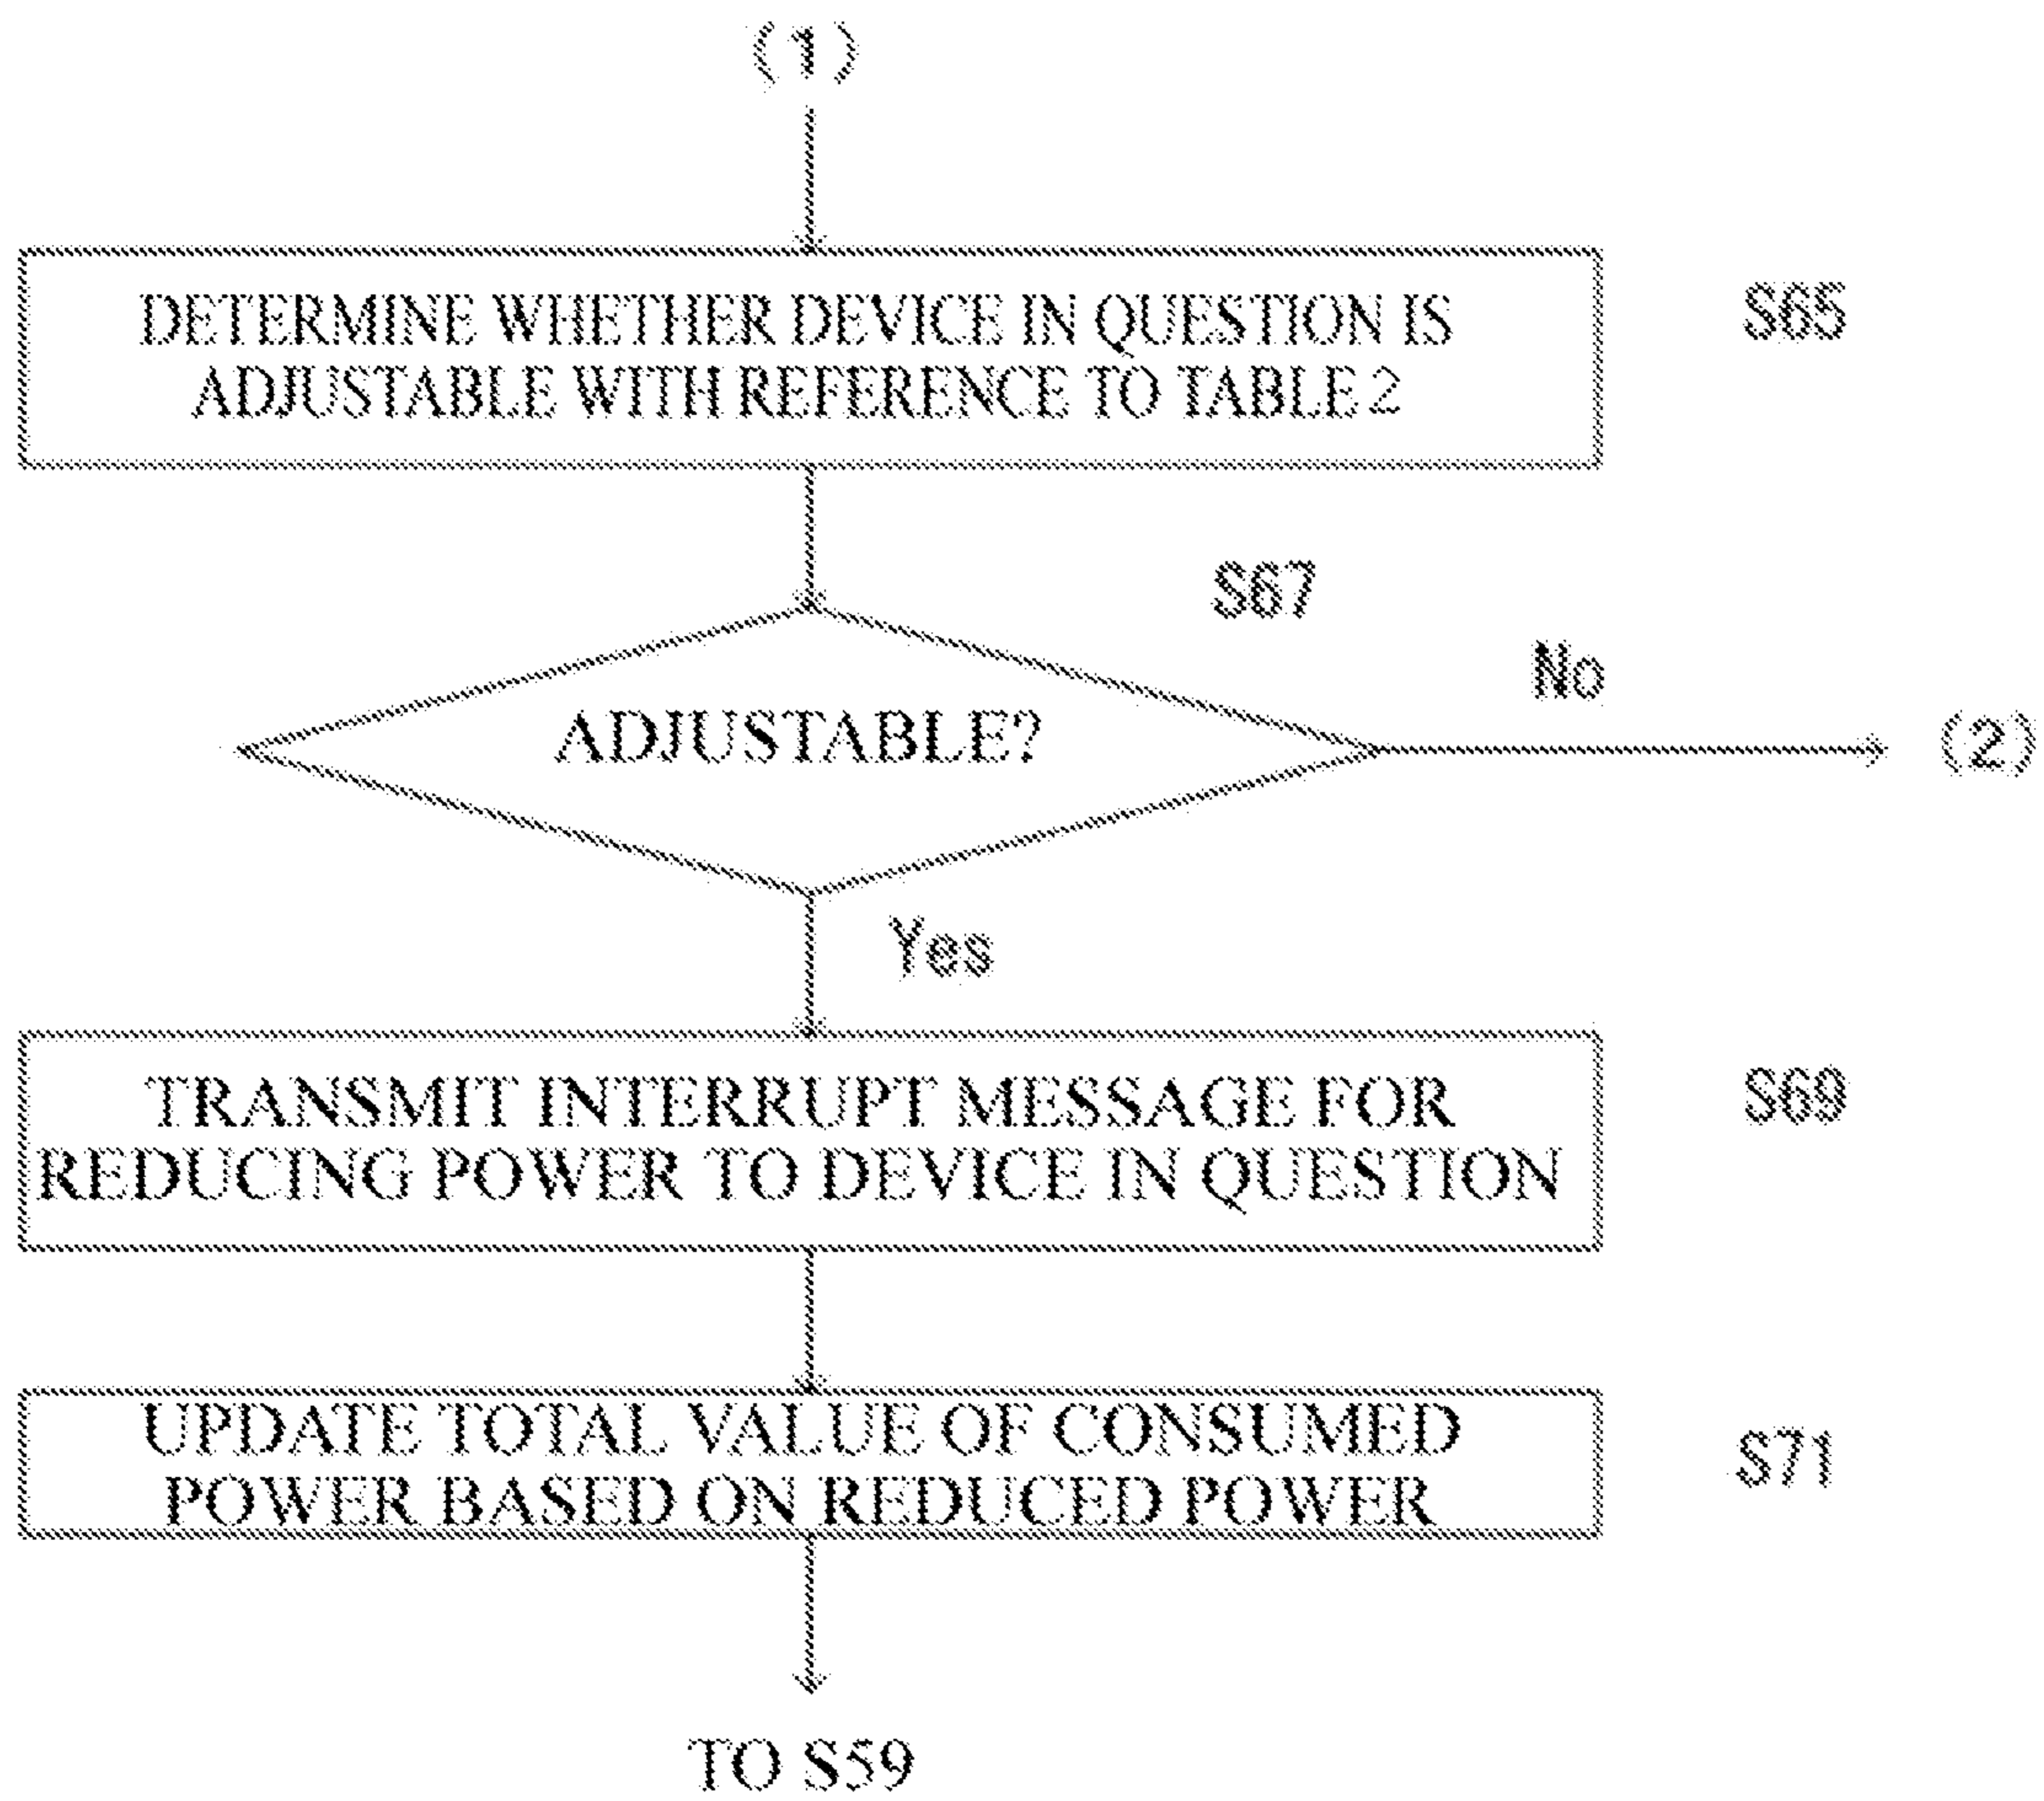 (1)
DETERMINE WHETHER DEVICE IN QUESTION IS
ADJUSTABLE WITH REFERENCE TO TABLE 2
S65
S67
No
ADJUSTABLE?
(2)
Yes
TRANSMIT INTERRUPT MESSAGE FOR
REDUCING POWER TO DEVICE IN QUESTION
S69
UPDATE TOTAL VALUE OF CONSUMED
POWER BASED ON REDUCED POWER
S71
TO S59